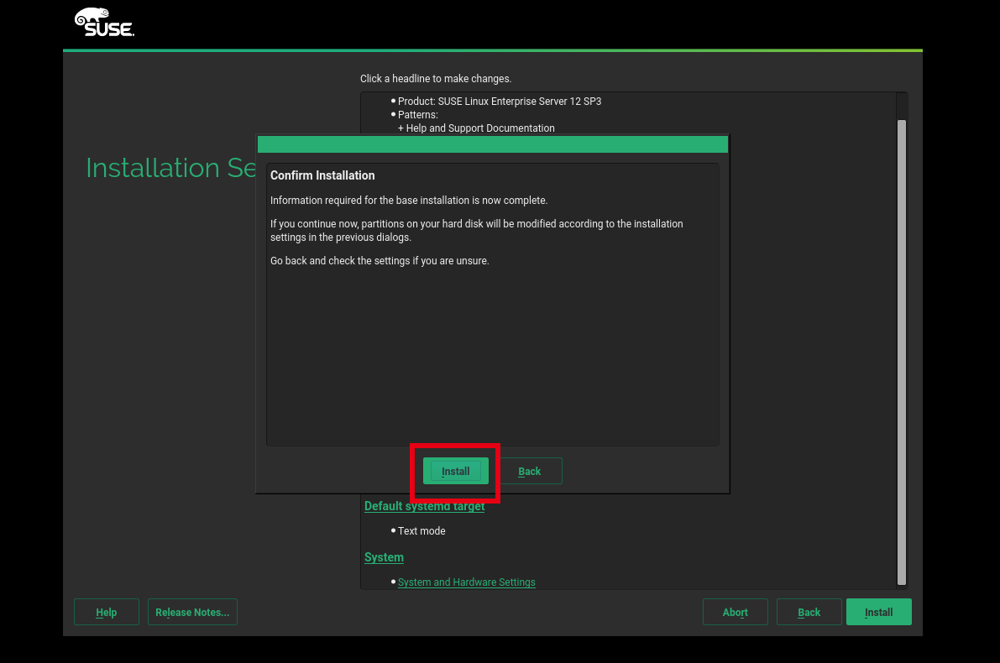 SUSE.
Click a headline to make changes.
Product: SUSE Linux Enterprise Server 12 SP3
Patterns:
+ Help and Support Documentation
Installation Se
Confirm Installation
Information required for the base installation is now complete.
If you continue now, partitions on your hard disk will be modified according to the installation
settings in the previous dialogs.
Go back and check the settings if you are unsure.
Install Back
Default systemd target
Text mode
System
System and Hardware Settings
Help Release Notes... Abort Back Install